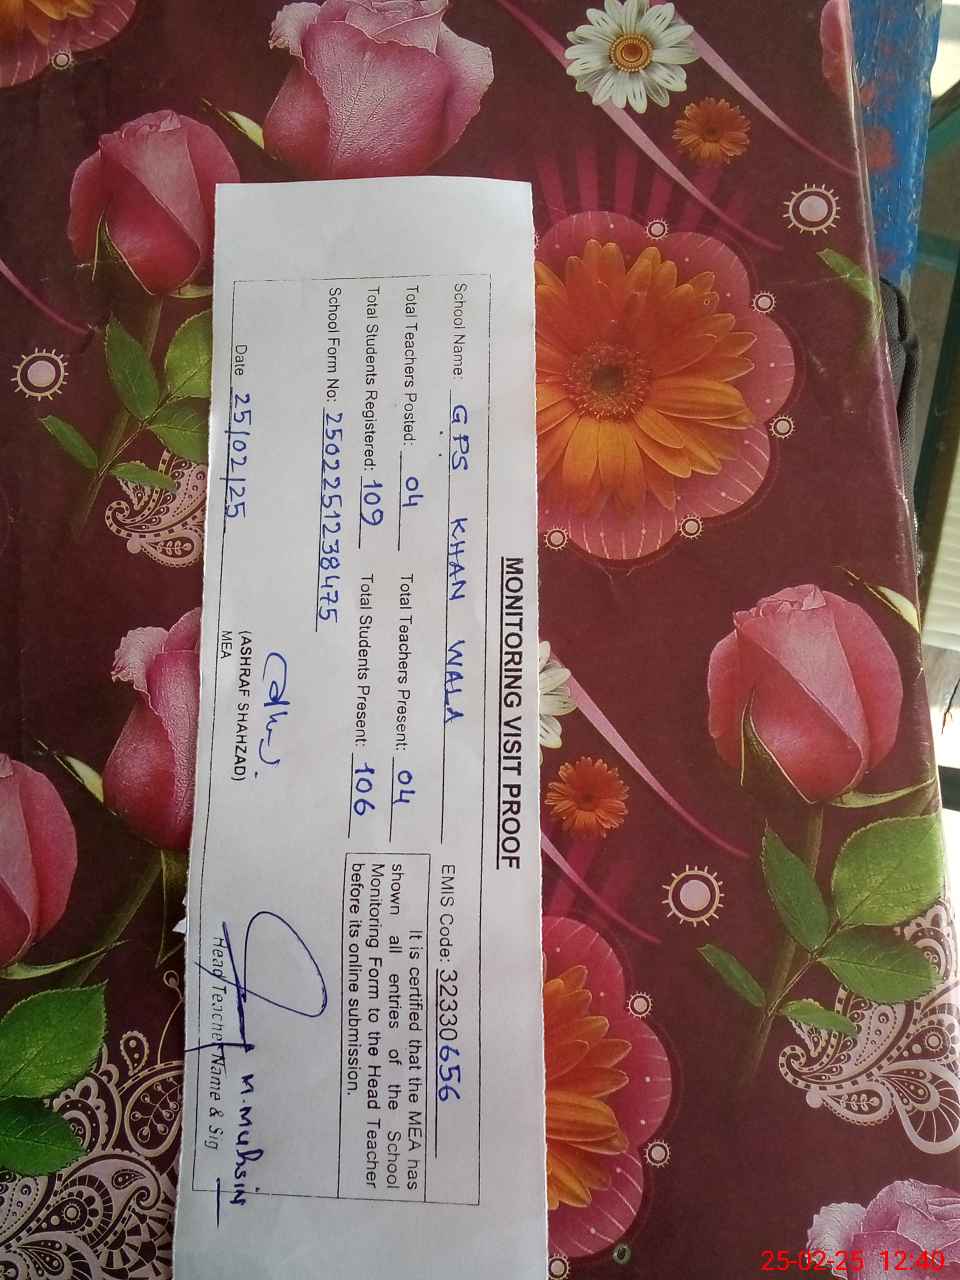 MONITORING VISIT PROOF
School Name: GPS KHAN WALA EMIS Code: 32330656
Total Teachers Posted: 04 Total Teachers Present: 04
Total Students Registered: 109 Total Students Present: 106
School Form No: 2502251238475
It is certified that the MEA has
shown all entries of the School
Monitoring Form to the Head Teacher
before its online submission.
Date 25/02/25
(ASHRAF SHAHZAD)
MEA
M. Muhsin
Head Teacher Name & Sig
25-02-25 12:40